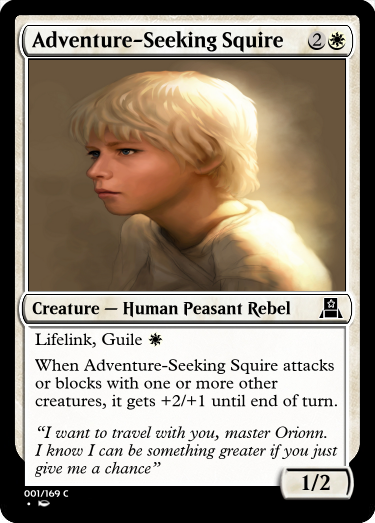 Adventure-Seeking Squire 2
Creature — Human Peasant Rebel
Lifelink, Guile
When Adventure-Seeking Squire attacks
or blocks with one or more other
creatures, it gets +2/+1 until end of turn.
“I want to travel with you, master Orionn.
I know I can be something greater if you just
give me a chance”
1/2
001/169 C